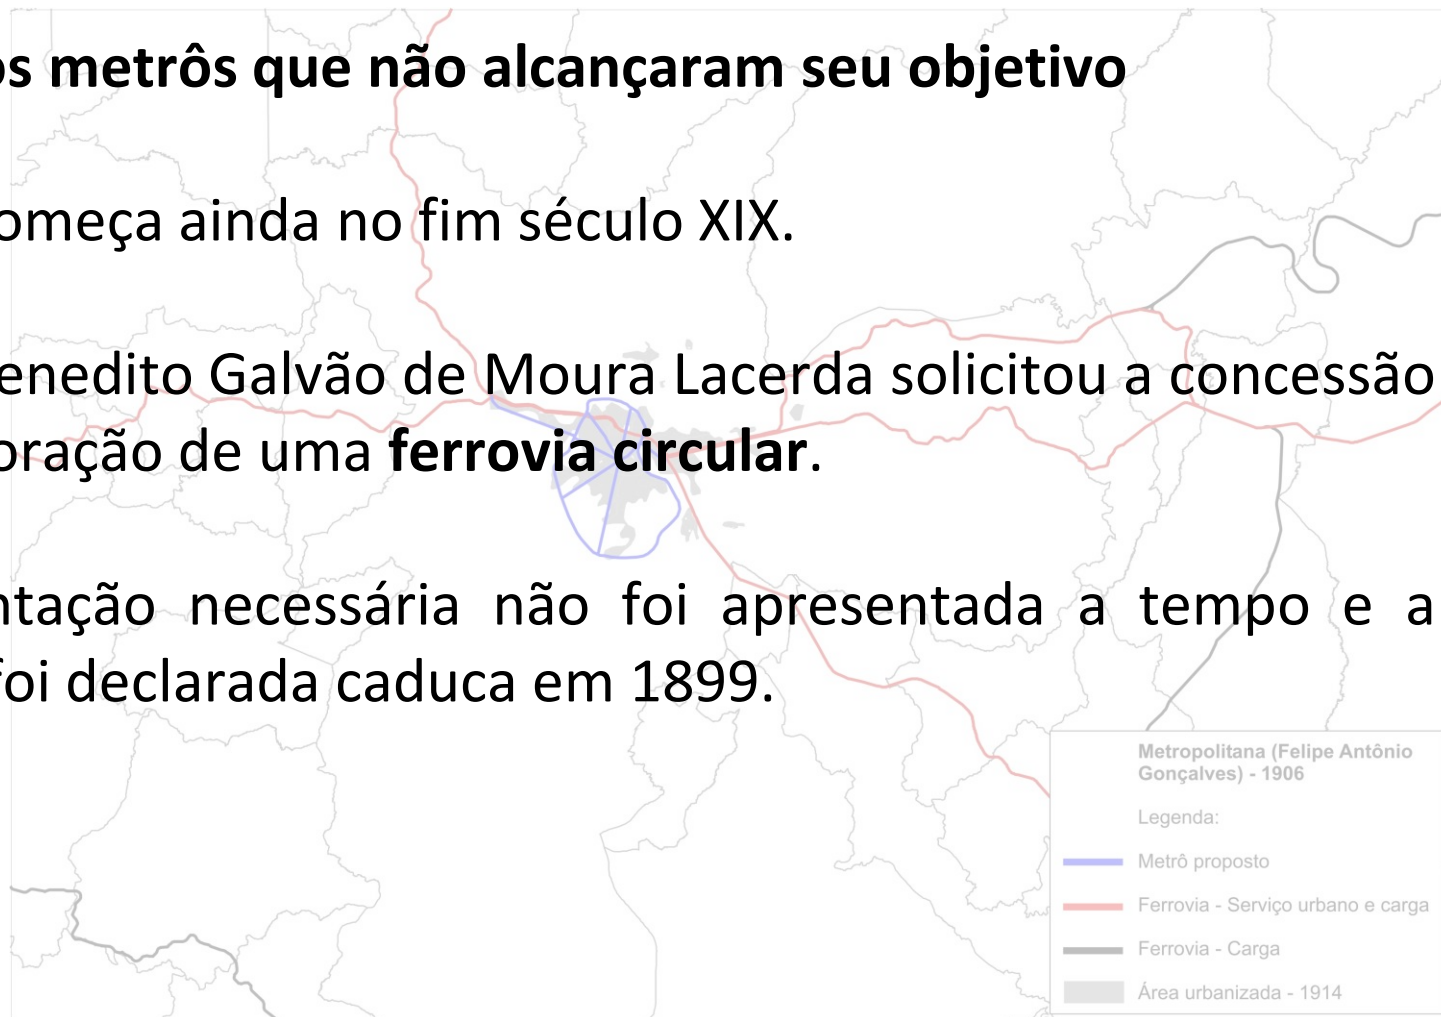 os metrôs que não alcançaram seu objetivo
omeça ainda no fim século XIX.
enedito Galvão de Moura Lacerda solicitou a concessão
oração de uma ferrovia circular.
ntação necessária não foi apresentada a tempo e a
foi declarada caduca em 1899.
Metropolitana (Felipe Antônio
Gonçalves) - 1906
Legenda:
Metrô proposto
Ferrovia - Serviço urbano e carga
Ferrovia - Carga
Área urbanizada - 1914